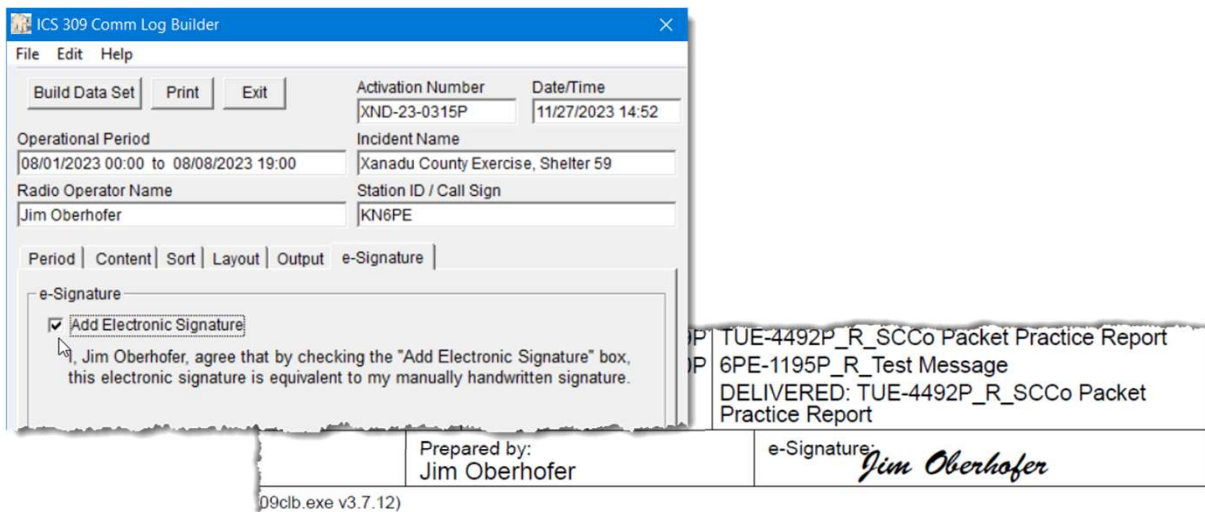 ICS 309 Comm Log Builder
File Edit Help
Build Data Set Print Exit
Activation Number Date/Time
XND-23-0315P 11/27/2023 14:52
Operational Period Incident Name
08/01/2023 00:00 to 08/08/2023 19:00 Xanadu County Exercise, Shelter 59
Radio Operator Name Station ID / Call Sign
Jim Oberhofer KN6PE
Period Content Sort Layout Output e-Signature
e-Signature
Add Electronic Signature
I, Jim Oberhofer, agree that by checking the "Add Electronic Signature" box,
this electronic signature is equivalent to my manually handwritten signature.
P TUE-4492P_R_SCCo Packet Practice Report
P 6PE-1195P_R_Test Message
DELIVERED: TUE-4492P_R_SCCo Packet
Practice Report
Prepared by: e-Signature:
Jim Oberhofer Jim Oberhofer
09clb.exe v3.7.12)